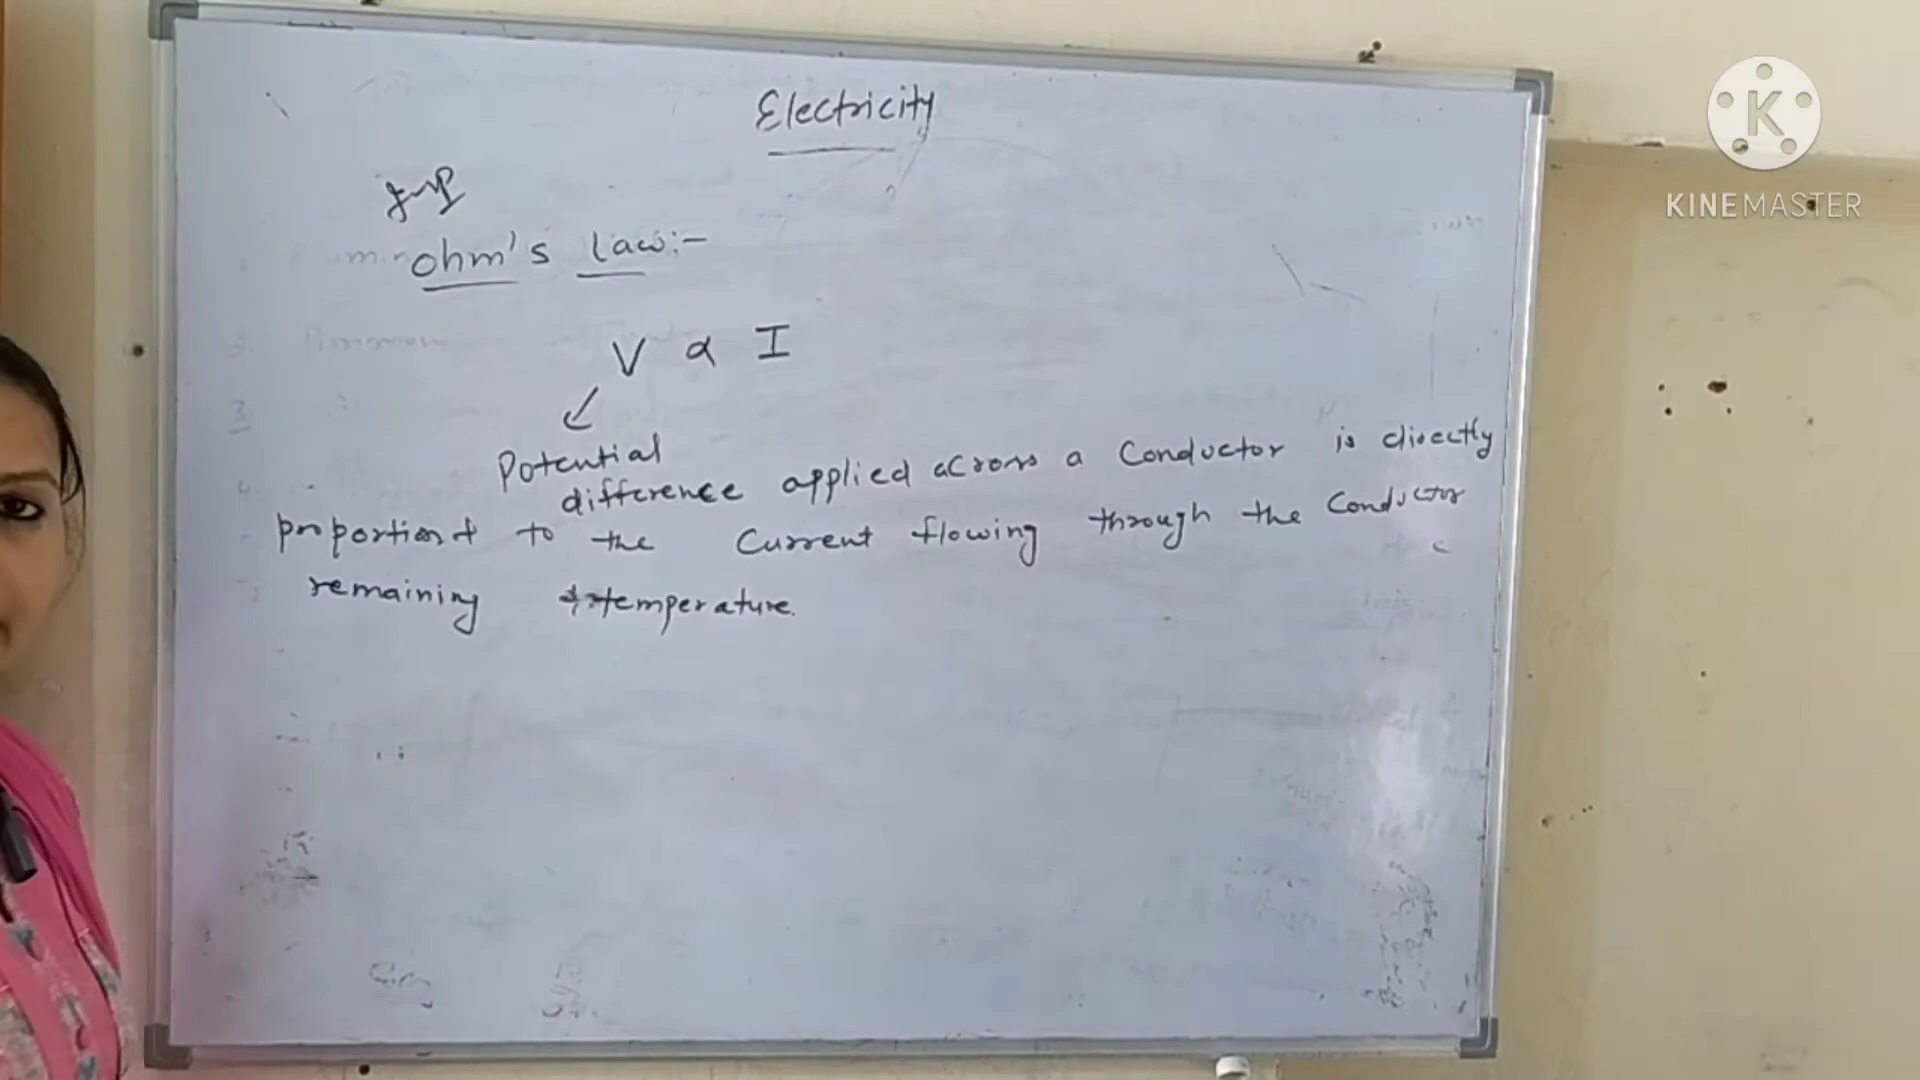 Electricity
Imp
ohm's law:-
V ∝ I
Potential
difference applied across a conductor is directly
proportional to the current flowing through the conductor
remaining temperature.
K
KINEMASTER